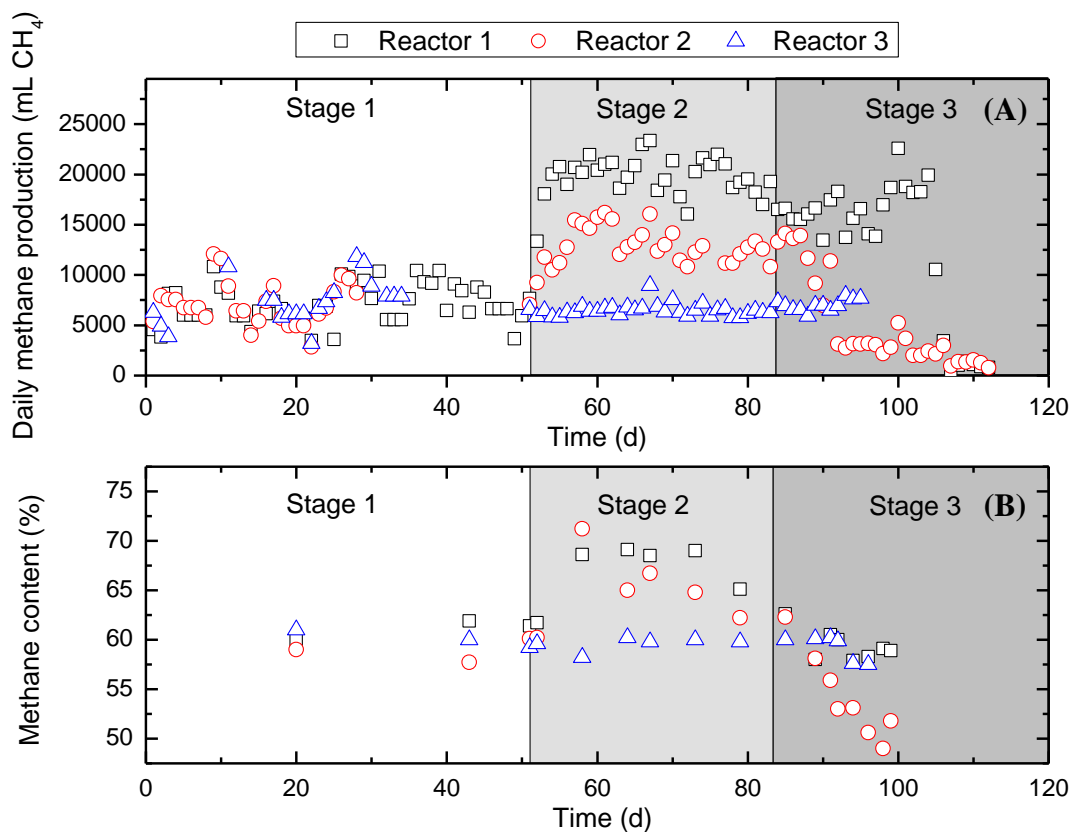 Reactor 1 Reactor 2 Reactor 3
Daily methane production (mL CH₄)
Stage 1 Stage 2 Stage 3 (A)
25000
20000
15000
10000
5000
0
0 20 40 60 80 100 120
Time (d)
Methane content (%)
Stage 1 Stage 2 Stage 3 (B)
75
70
65
60
55
50
0 20 40 60 80 100 120
Time (d)